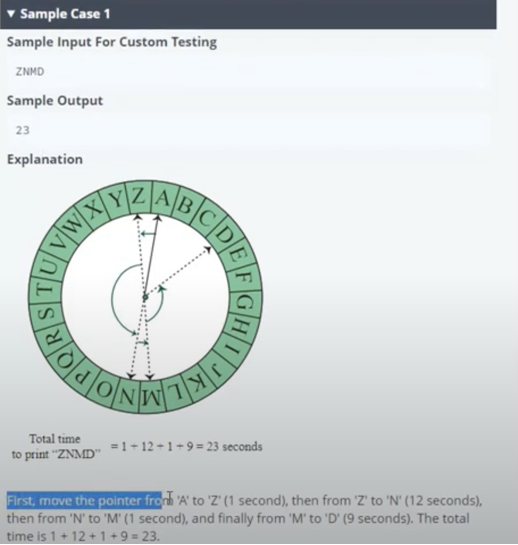 ▼ Sample Case 1
Sample Input For Custom Testing
ZNMD
Sample Output
23
Explanation
A B C D E F G H I J K L M N O P Q R S T U V W X Y Z
Total time
to print "ZNMD" = 1 + 12 + 1 + 9 = 23 seconds
First, move the pointer from 'A' to 'Z' (1 second), then from 'Z' to 'N' (12 seconds),
then from 'N' to 'M' (1 second), and finally from 'M' to 'D' (9 seconds). The total
time is 1 + 12 + 1 + 9 = 23.